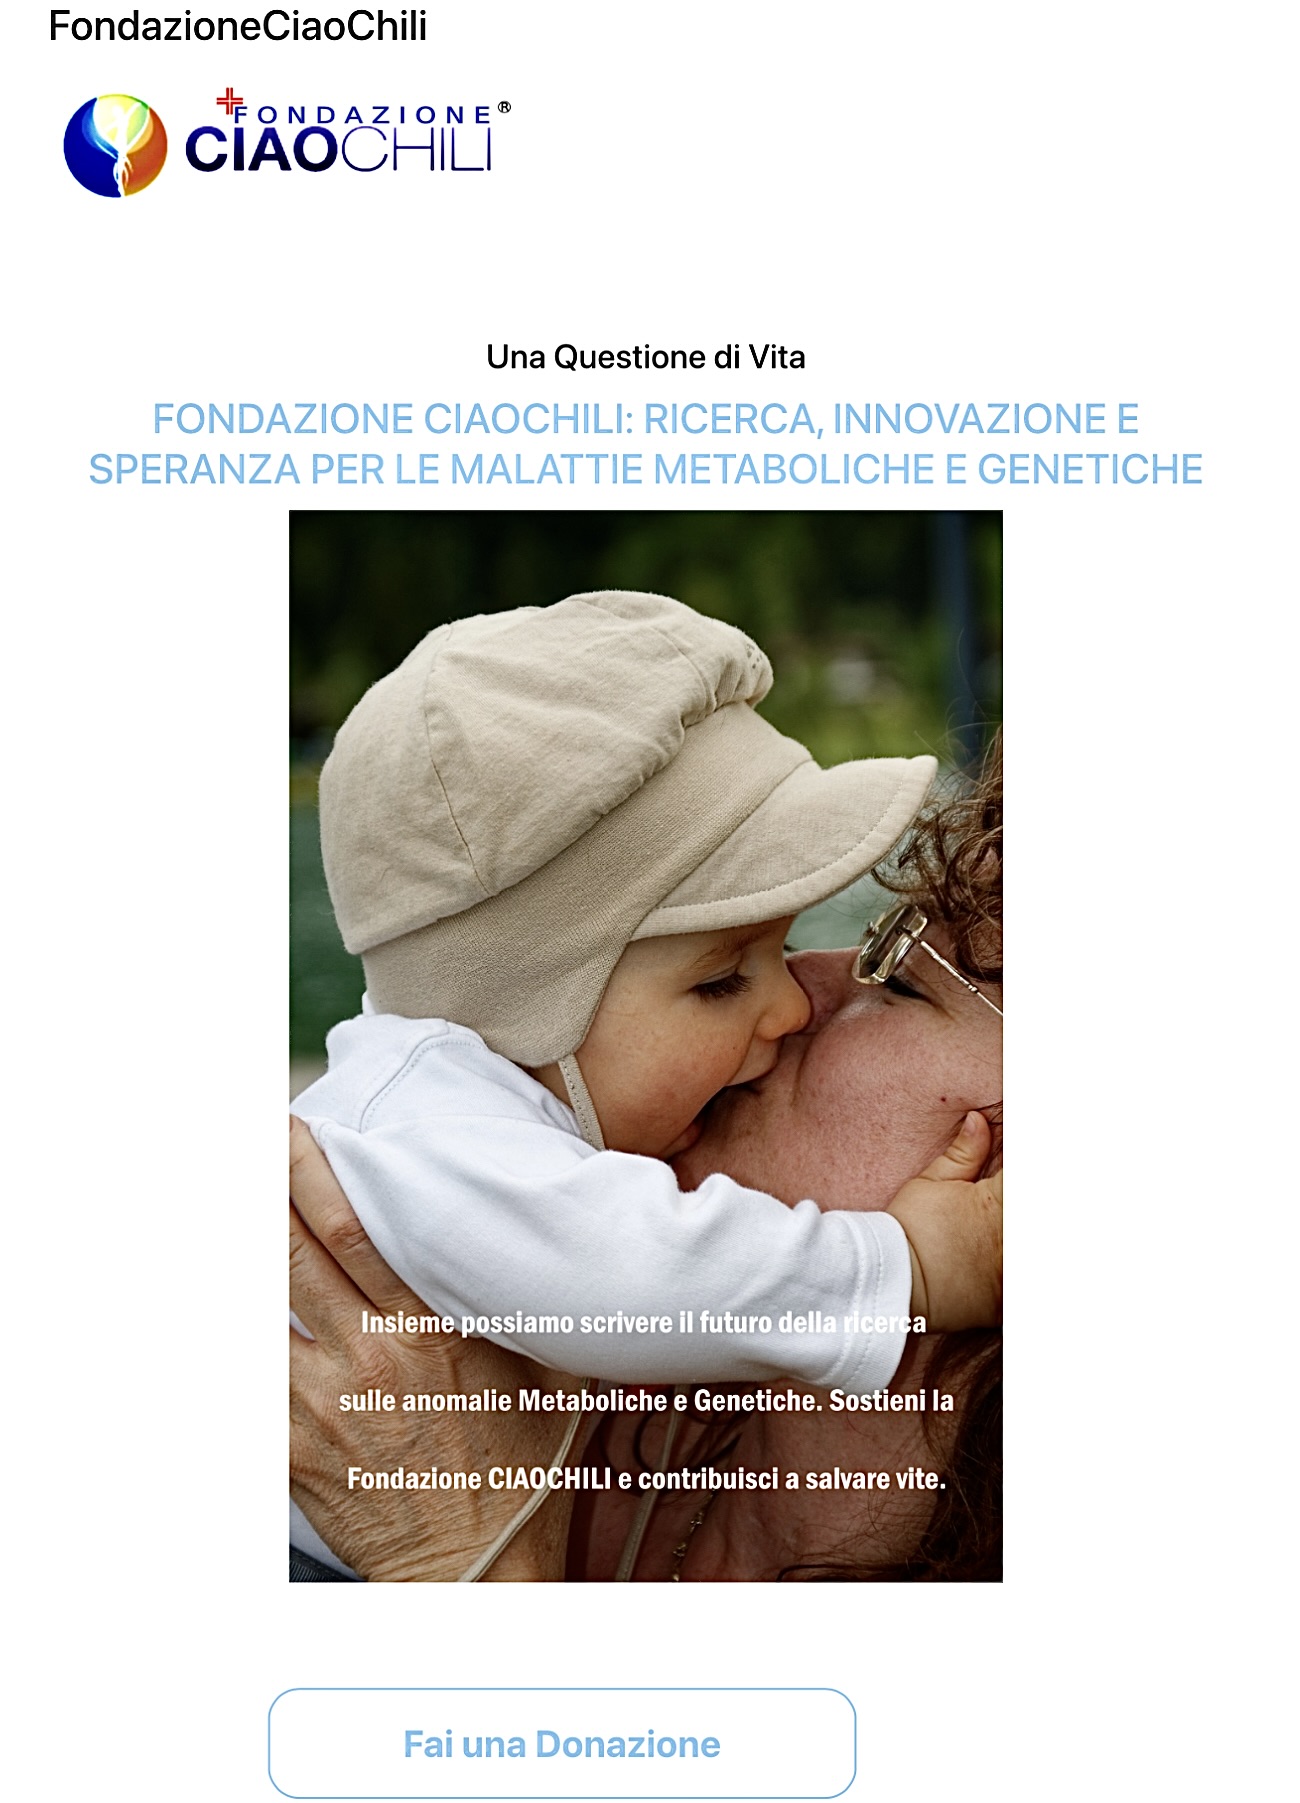 FondazioneCiaoChili
FONDAZIONE®
CIAOCHILI
Una Questione di Vita
FONDAZIONE CIAOCHILI: RICERCA, INNOVAZIONE E
SPERANZA PER LE MALATTIE METABOLICHE E GENETICHE
Insieme possiamo scrivere il futuro della ricerca
sulle anomalie Metaboliche e Genetiche. Sostieni la
Fondazione CIAOCHILI e contribuisci a salvare vite.
Fai una Donazione